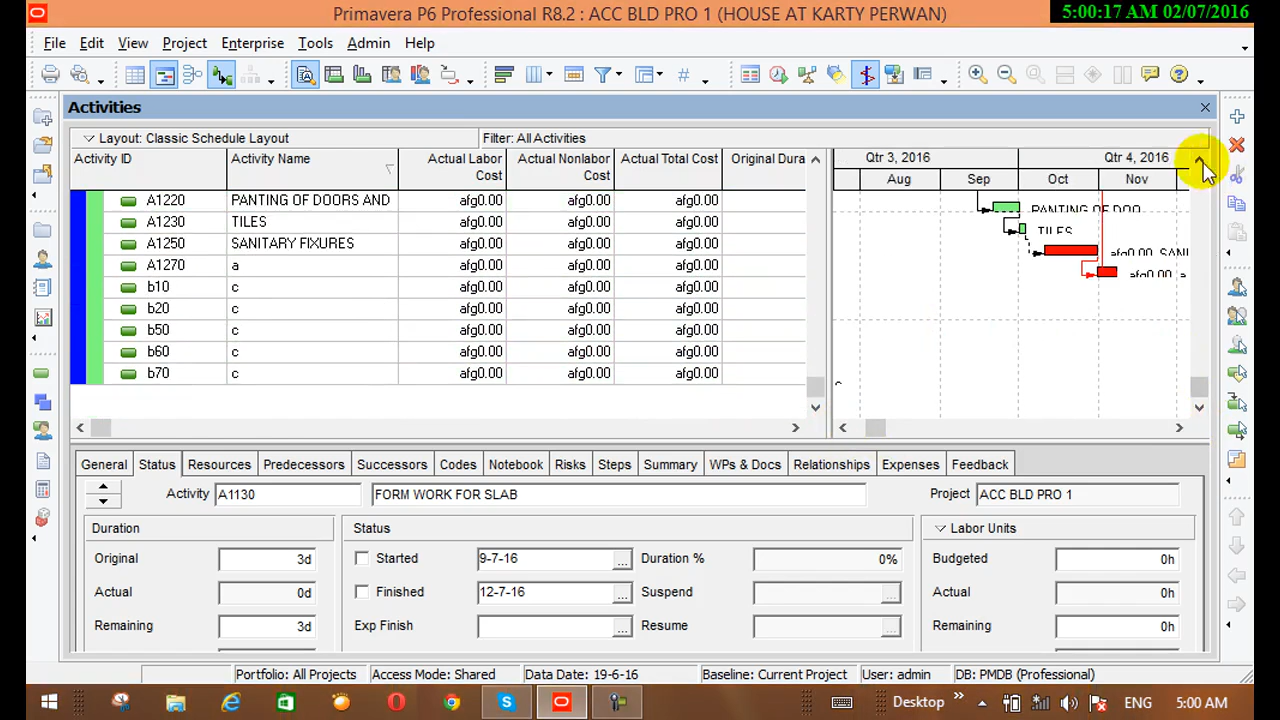 Primavera P6 Professional R8.2 : ACC BLD PRO 1 (HOUSE AT KARTY PERWAN)
5:00:17 AM 02/07/2016
File Edit View Project Enterprise Tools Admin Help
Activities
Layout: Classic Schedule Layout Filter: All Activities
Activity ID Activity Name Actual Labor Cost Actual Nonlabor Cost Actual Total Cost Original Dura
Qtr 3, 2016 Qtr 4, 2016
Aug Sep Oct Nov
A1220 PANTING OF DOORS AND afg0.00 afg0.00 afg0.00 PANTING OF DOO
A1230 TILES afg0.00 afg0.00 afg0.00 TILES
A1250 SANITARY FIXURES afg0.00 afg0.00 afg0.00 afg0.00, SANI
A1270 a afg0.00 afg0.00 afg0.00 afg0.00, a
b10 c afg0.00 afg0.00 afg0.00
b20 c afg0.00 afg0.00 afg0.00
b50 c afg0.00 afg0.00 afg0.00
b60 c afg0.00 afg0.00 afg0.00
b70 c afg0.00 afg0.00 afg0.00
General Status Resources Predecessors Successors Codes Notebook Risks Steps Summary WPs & Docs Relationships Expenses Feedback
Activity A1130 FORM WORK FOR SLAB Project ACC BLD PRO 1
Duration Status Labor Units
Original 3d Started 9-7-16 ... Duration % 0% Budgeted 0h
Actual 0d Finished 12-7-16 ... Suspend ... Actual 0h
Remaining 3d Exp Finish ... Resume ... Remaining 0h
Portfolio: All Projects Access Mode: Shared Data Date: 19-6-16 Baseline: Current Project User: admin DB: PMDB (Professional)
Desktop ENG 5:00 AM